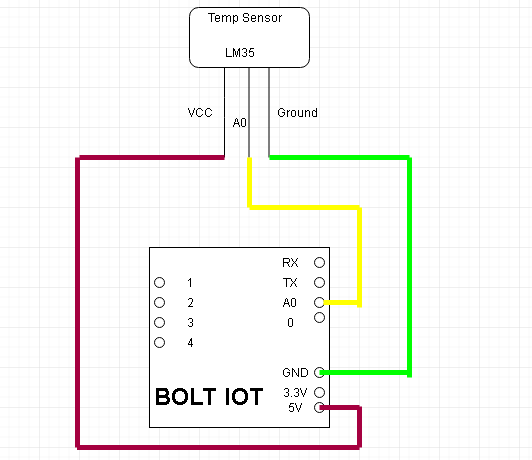 Temp Sensor
LM35
VCC
A0
Ground
RX
1
TX
2
A0
3
0
4
GND
3.3V
BOLT IOT
5V